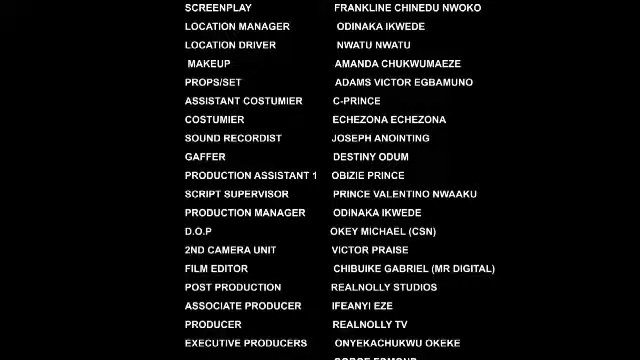 SCREENPLAY FRANKLINE CHINEDU NWOKO
LOCATION MANAGER ODINAKA IKWEDE
LOCATION DRIVER NWATU NWATU
MAKEUP AMANDA CHUKWUMAEZE
PROPS/SET ADAMS VICTOR EGBAMUNO
ASSISTANT COSTUMIER C-PRINCE
COSTUMIER ECHEZONA ECHEZONA
SOUND RECORDIST JOSEPH ANOINTING
GAFFER DESTINY ODUM
PRODUCTION ASSISTANT 1 OBIZIE PRINCE
SCRIPT SUPERVISOR PRINCE VALENTINO NWAAKU
PRODUCTION MANAGER ODINAKA IKWEDE
D.O.P OKEY MICHAEL (CSN)
2ND CAMERA UNIT VICTOR PRAISE
FILM EDITOR CHIBUIKE GABRIEL (MR DIGITAL)
POST PRODUCTION REALNOLLY STUDIOS
ASSOCIATE PRODUCER IFEANYI EZE
PRODUCER REALNOLLY TV
EXECUTIVE PRODUCERS ONYEKACHUKWU OKEKE